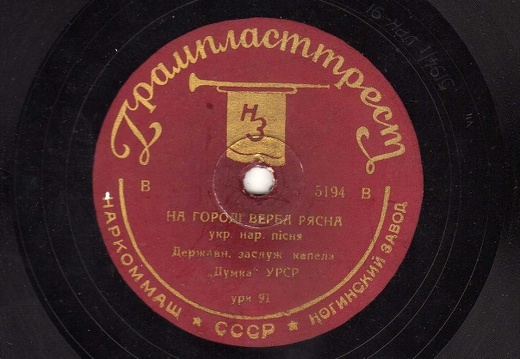 Грампласттрест
НЗ
В 5194 В
НА ГОРОДІ ВЕРБА РЯСНА
укр. нар. пісня
Державн. заслуж капела
„Думка" УРСР
урк 91
НАРКОММАШ ★ СССР ★ НОГИНСКИЙ ЗАВОД